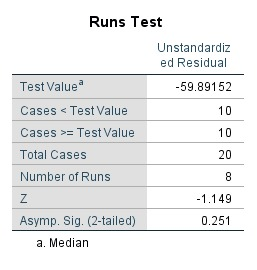 Runs Test
Unstandardiz
ed Residual
Test Valueª -59.89152
Cases < Test Value 10
Cases >= Test Value 10
Total Cases 20
Number of Runs 8
Z -1.149
Asymp. Sig. (2-tailed) 0.251
a. Median